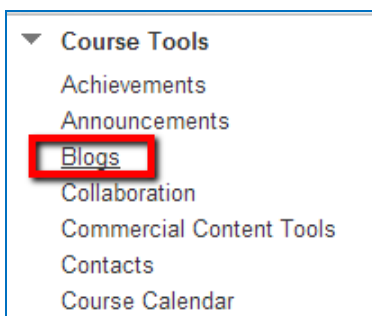 Course Tools
Achievements
Announcements
Blogs
Collaboration
Commercial Content Tools
Contacts
Course Calendar